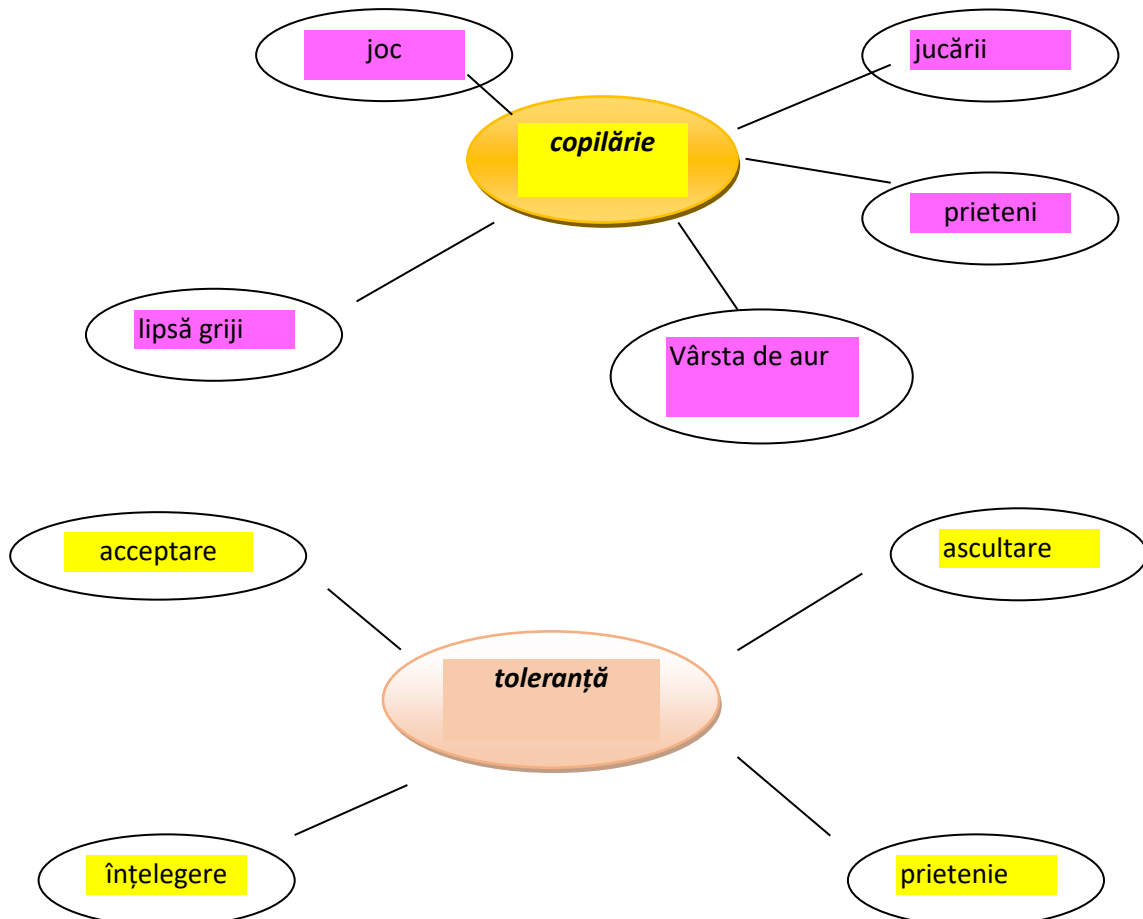 joc
jucării
copilărie
prieteni
lipsă griji
Vârsta de aur
acceptare
ascultare
toleranță
înțelegere
prietenie